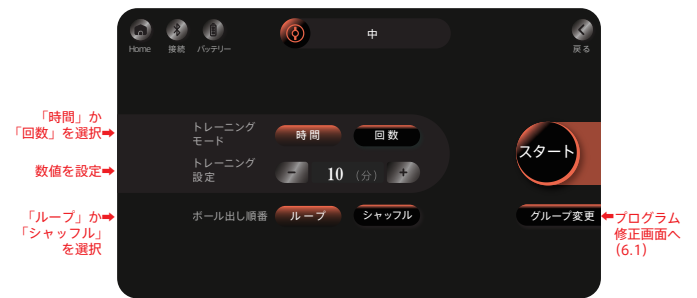 Home
接続
バッテリー
中
戻る
「時間」か
「回数」を選択➡
トレーニング
モード
時間
回数
スタート
数値を設定➡
トレーニング
設定
- 10 (分) +
「ループ」か➡
「シャッフル」
を選択
ボール出し順番
ループ
シャッフル
グループ変更
⬅プログラム
修正画面へ
(6.1)